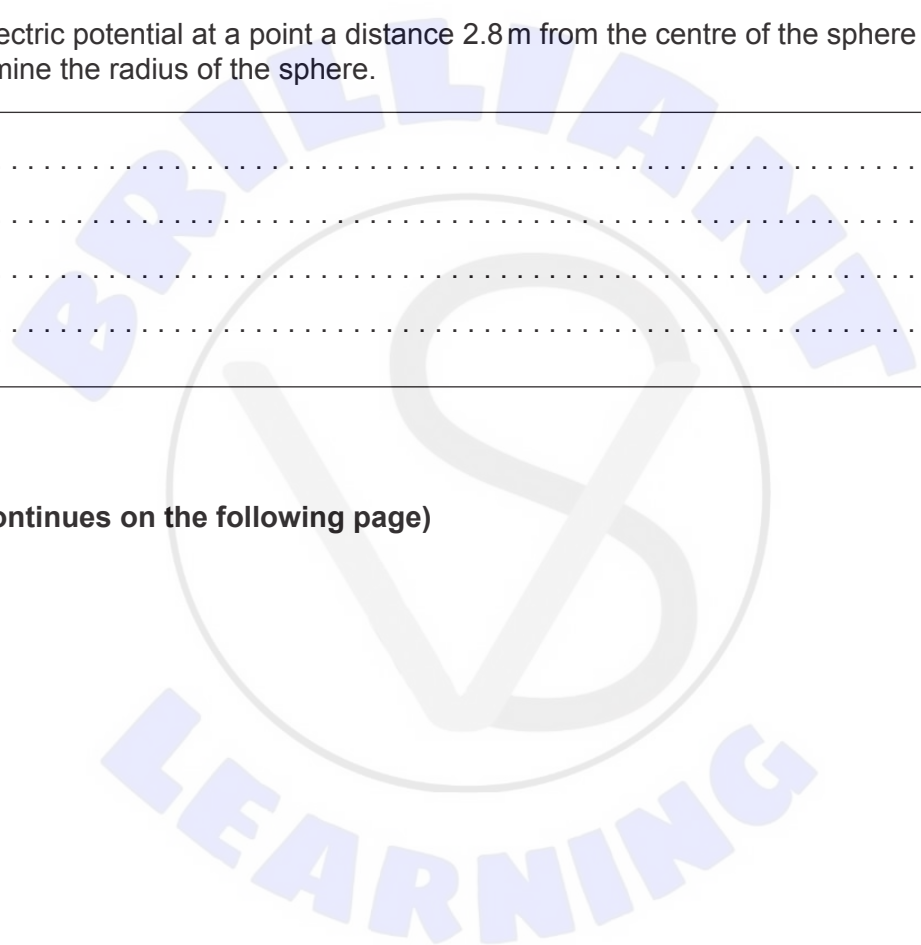 ectric potential at a point a distance 2.8 m from the centre of the sphere
mine the radius of the sphere.
. . . . . . . . . . . . . . . . . . . . . . . . . . . . . . . . . . . . . . . . . . . . . . . . . . . . . . . .
. . . . . . . . . . . . . . . . . . . . . . . . . . . . . . . . . . . . . . . . . . . . . . . . . . . . . . . .
. . . . . . . . . . . . . . . . . . . . . . . . . . . . . . . . . . . . . . . . . . . . . . . . . . . . . . . .
. . . . . . . . . . . . . . . . . . . . . . . . . . . . . . . . . . . . . . . . . . . . . . . . . . . . . . . .
ontinues on the following page)
BRILLIANT
VS
LEARNING